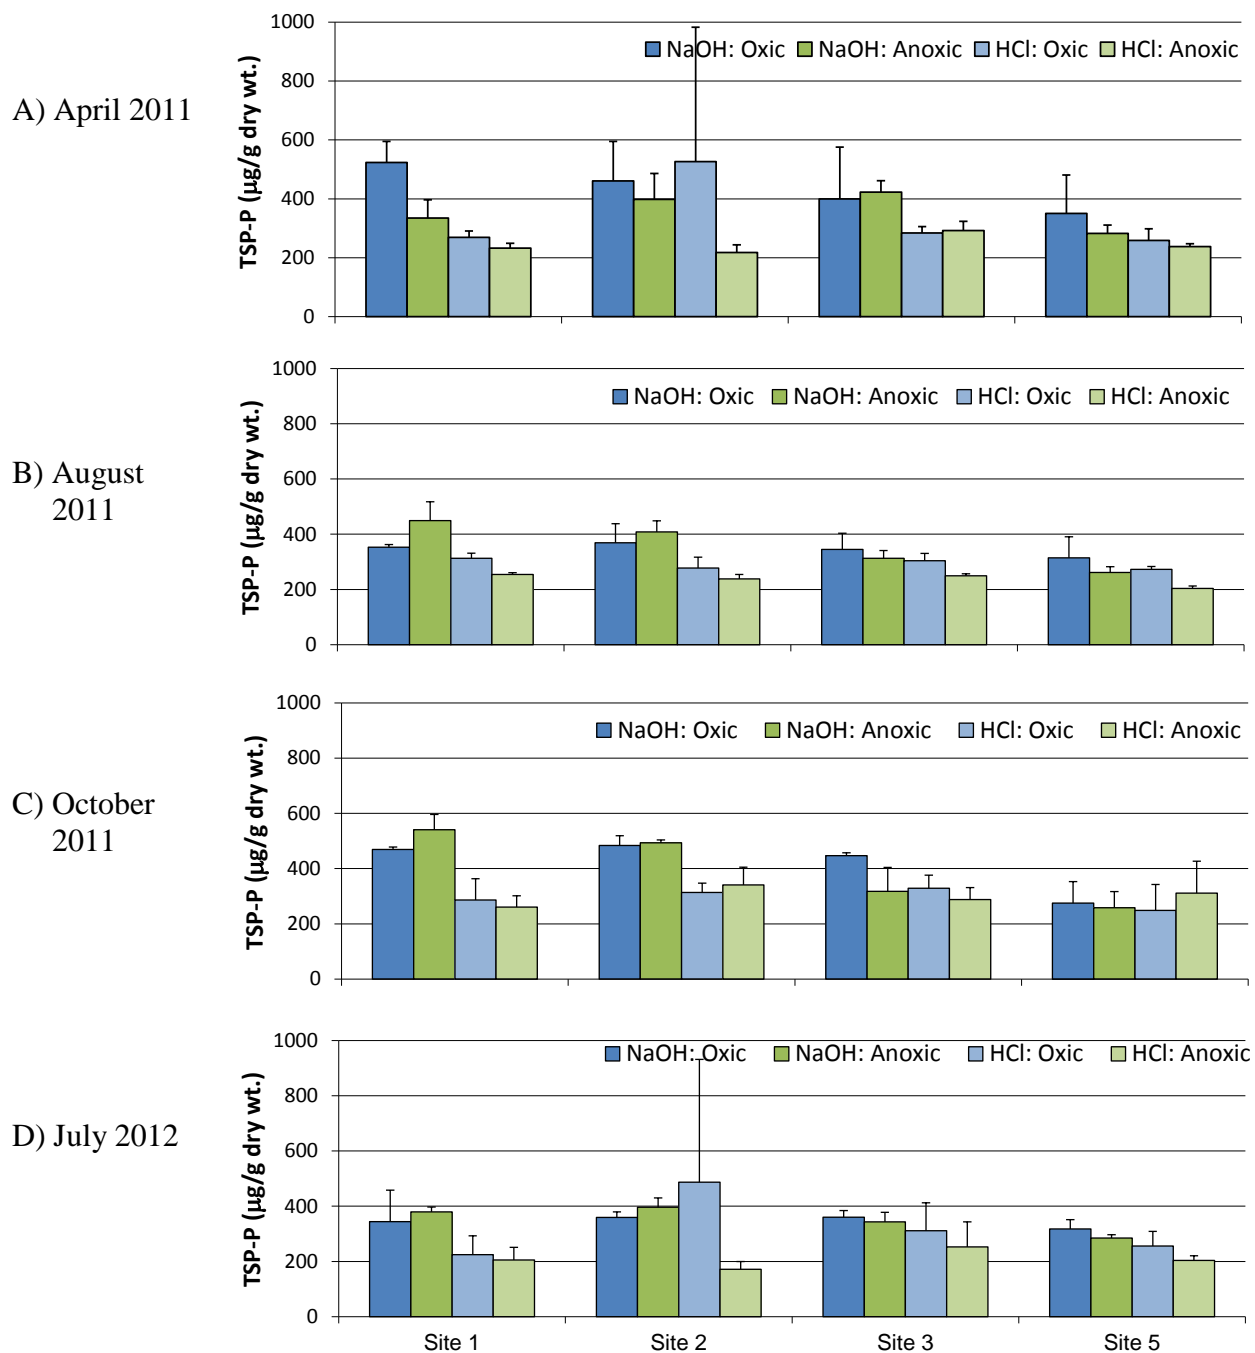 A) April 2011
TSP-P (µg/g dry wt.)
1000
800
600
400
200
0
NaOH: Oxic NaOH: Anoxic HCl: Oxic HCl: Anoxic
B) August
2011
TSP-P (µg/g dry wt.)
1000
800
600
400
200
0
NaOH: Oxic NaOH: Anoxic HCl: Oxic HCl: Anoxic
C) October
2011
TSP-P (µg/g dry wt.)
1000
800
600
400
200
0
NaOH: Oxic NaOH: Anoxic HCl: Oxic HCl: Anoxic
D) July 2012
TSP-P (µg/g dry wt.)
1000
800
600
400
200
0
NaOH: Oxic NaOH: Anoxic HCl: Oxic HCl: Anoxic
Site 1 Site 2 Site 3 Site 5